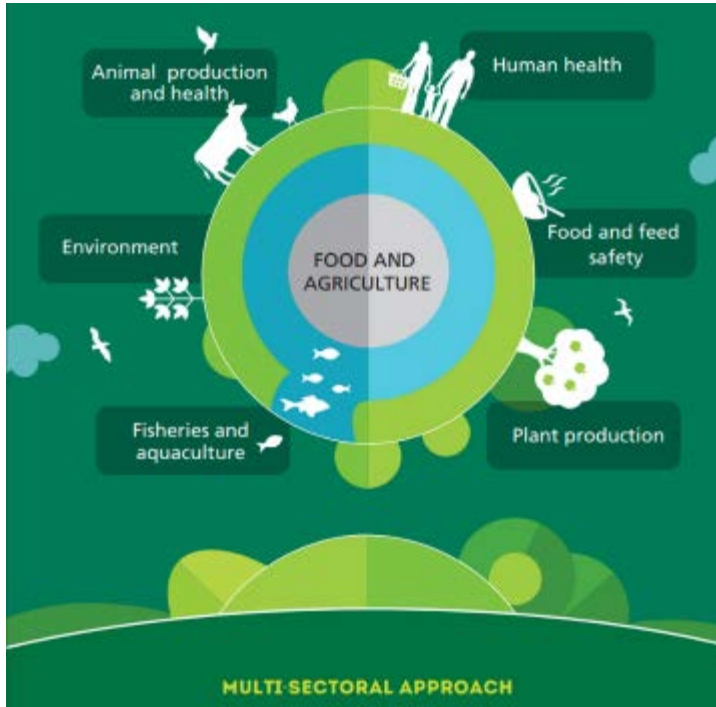 Animal production
and health
Human health
Environment
FOOD AND
AGRICULTURE
Food and feed
safety
Fisheries and
aquaculture
Plant production
MULTI-SECTORAL APPROACH